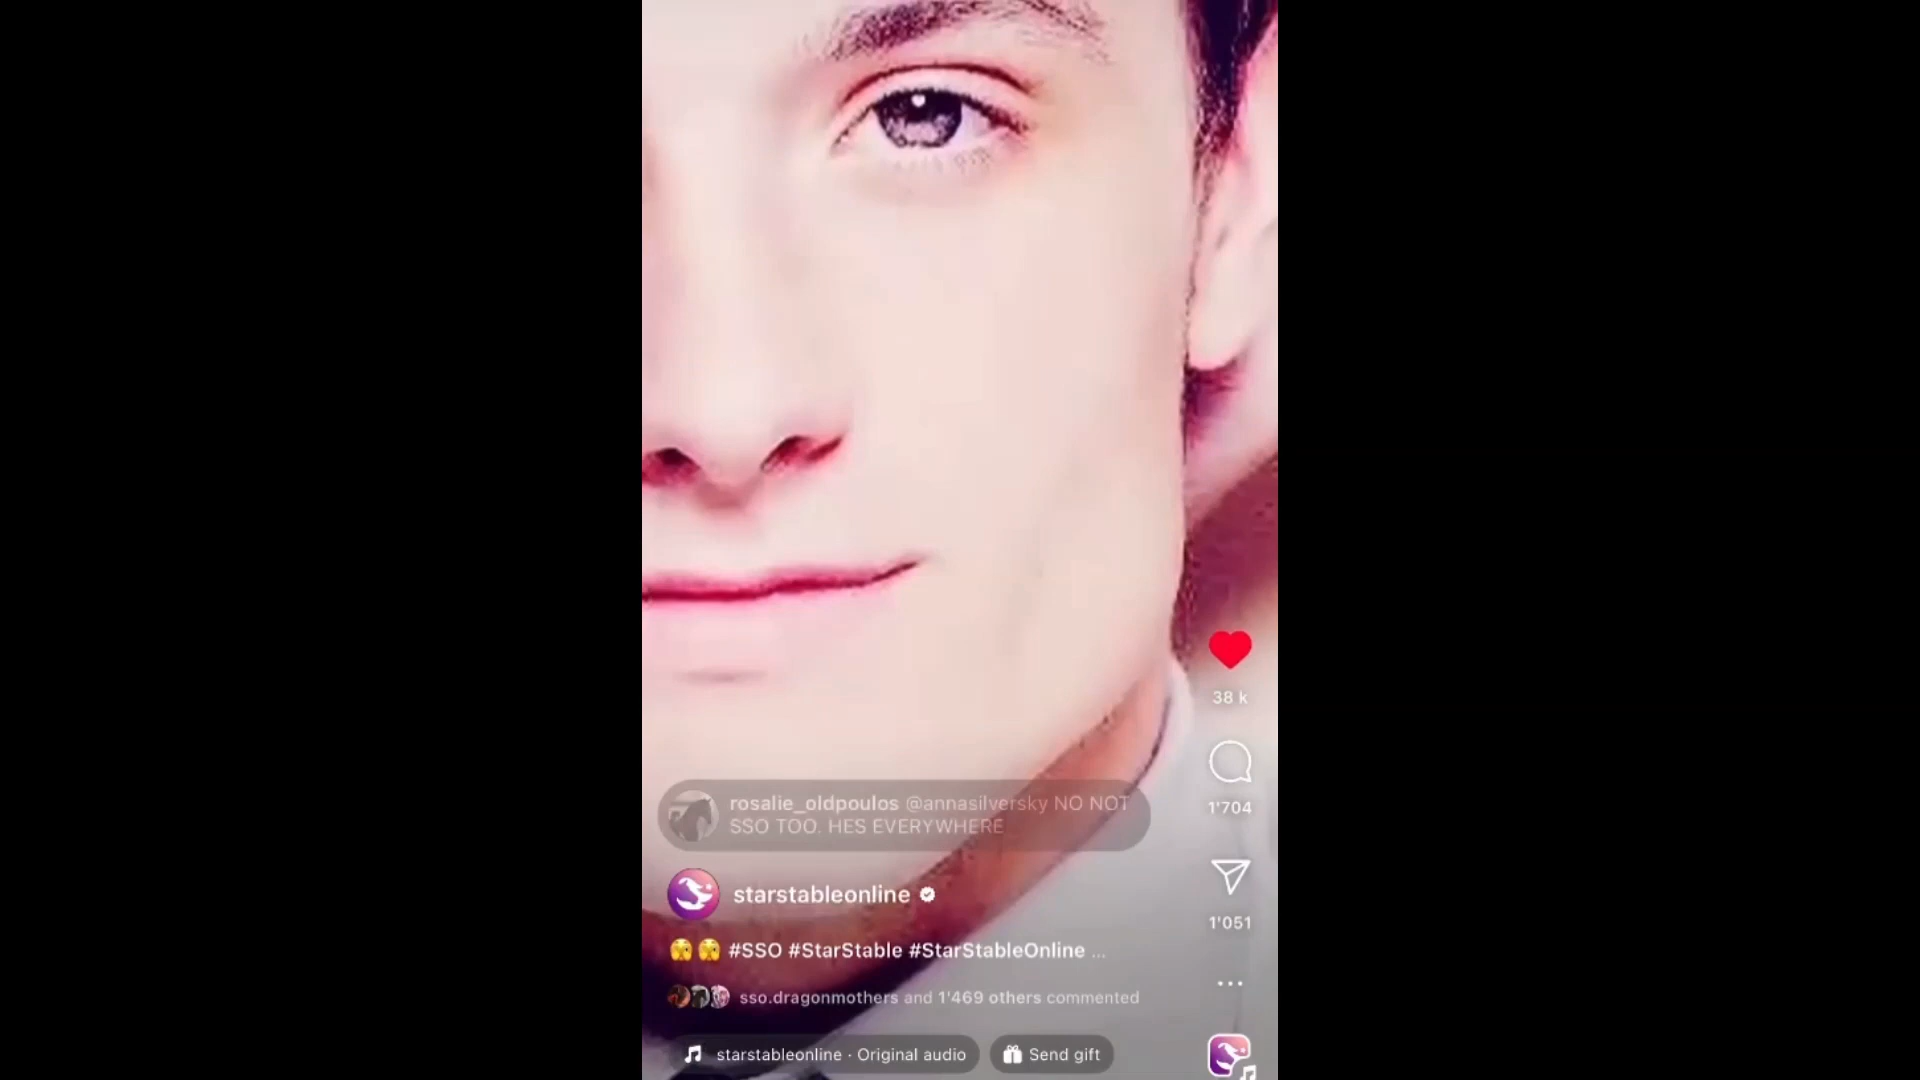 38 k
1'704
rosalie_oldpoulos @annasilversky NO NOT
SSO TOO. HES EVERYWHERE
starstableonline
1'051
🫣🫣 #SSO #StarStable #StarStableOnline ...
sso.dragonmothers and 1'469 others commented
starstableonline · Original audio
Send gift